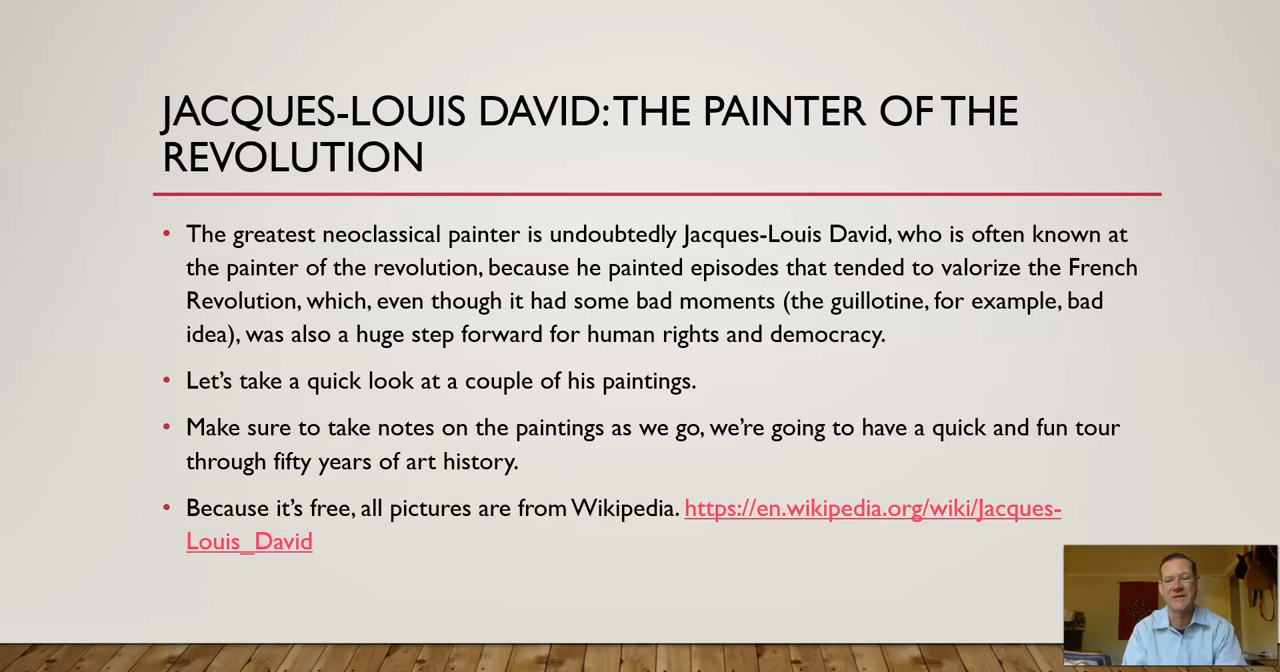 JACQUES-LOUIS DAVID: THE PAINTER OF THE
REVOLUTION
• The greatest neoclassical painter is undoubtedly Jacques-Louis David, who is often known at
the painter of the revolution, because he painted episodes that tended to valorize the French
Revolution, which, even though it had some bad moments (the guillotine, for example, bad
idea), was also a huge step forward for human rights and democracy.
• Let’s take a quick look at a couple of his paintings.
• Make sure to take notes on the paintings as we go, we’re going to have a quick and fun tour
through fifty years of art history.
• Because it’s free, all pictures are from Wikipedia. https://en.wikipedia.org/wiki/Jacques-
Louis_David